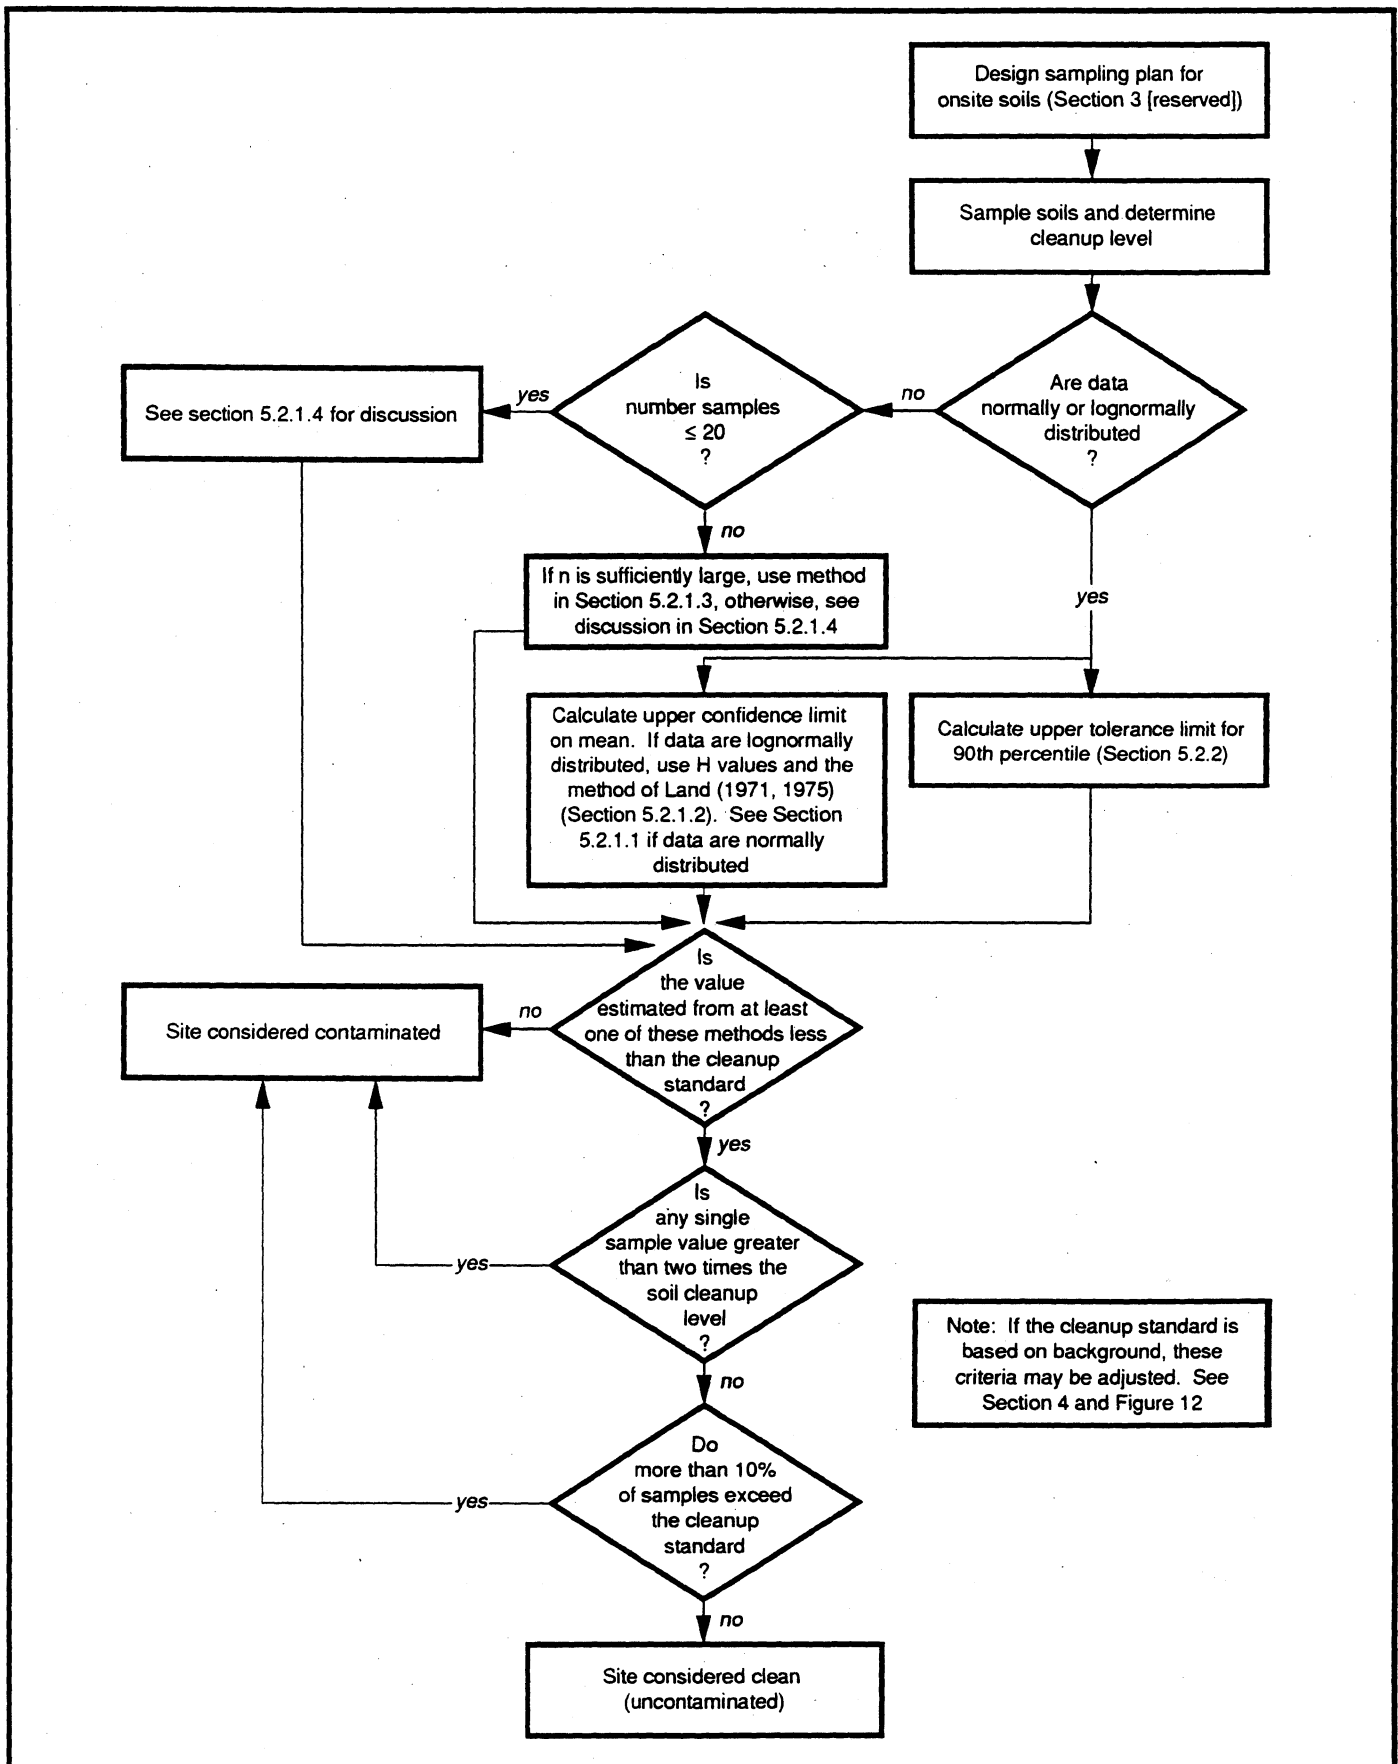 Design sampling plan for
onsite soils (Section 3 [reserved])
Sample soils and determine
cleanup level
Are data
normally or lognormally
distributed
?
no
Is
number samples
≤ 20
?
yes
See section 5.2.1.4 for discussion
no
If n is sufficiently large, use method
in Section 5.2.1.3, otherwise, see
discussion in Section 5.2.1.4
yes
Calculate upper confidence limit
on mean. If data are lognormally
distributed, use H values and the
method of Land (1971, 1975)
(Section 5.2.1.2). See Section
5.2.1.1 if data are normally
distributed
Calculate upper tolerance limit for
90th percentile (Section 5.2.2)
Is
the value
estimated from at least
one of these methods less
than the cleanup
standard
?
no
Site considered contaminated
yes
Is
any single
sample value greater
than two times the
soil cleanup
level
?
yes
no
Note: If the cleanup standard is
based on background, these
criteria may be adjusted. See
Section 4 and Figure 12
Do
more than 10%
of samples exceed
the cleanup
standard
?
yes
no
Site considered clean
(uncontaminated)